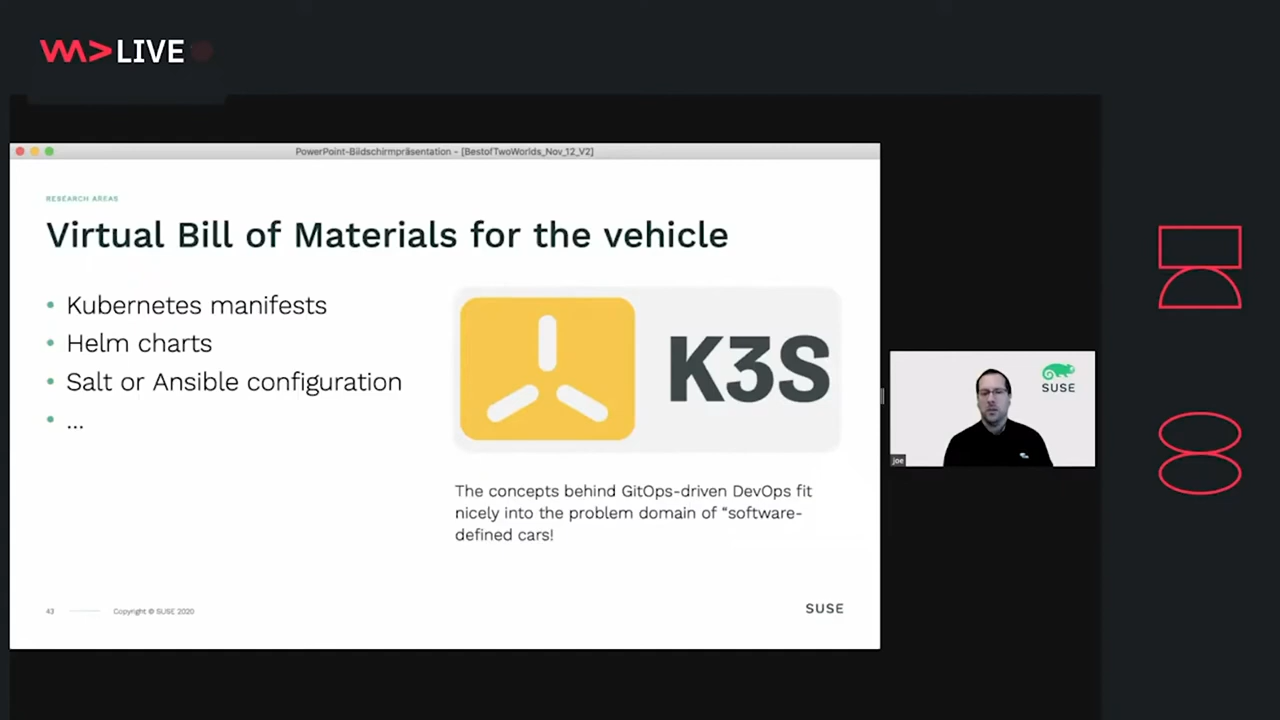 LIVE
PowerPoint-Bildschirmpräsentation - [BestofTwoWorlds_Nov_12_V2]
RESEARCH AREAS
Virtual Bill of Materials for the vehicle
• Kubernetes manifests
• Helm charts
• Salt or Ansible configuration
• ...
K3S
The concepts behind GitOps-driven DevOps fit
nicely into the problem domain of “software-
defined cars!
43
Copyright © SUSE 2020
SUSE
SUSE
joe